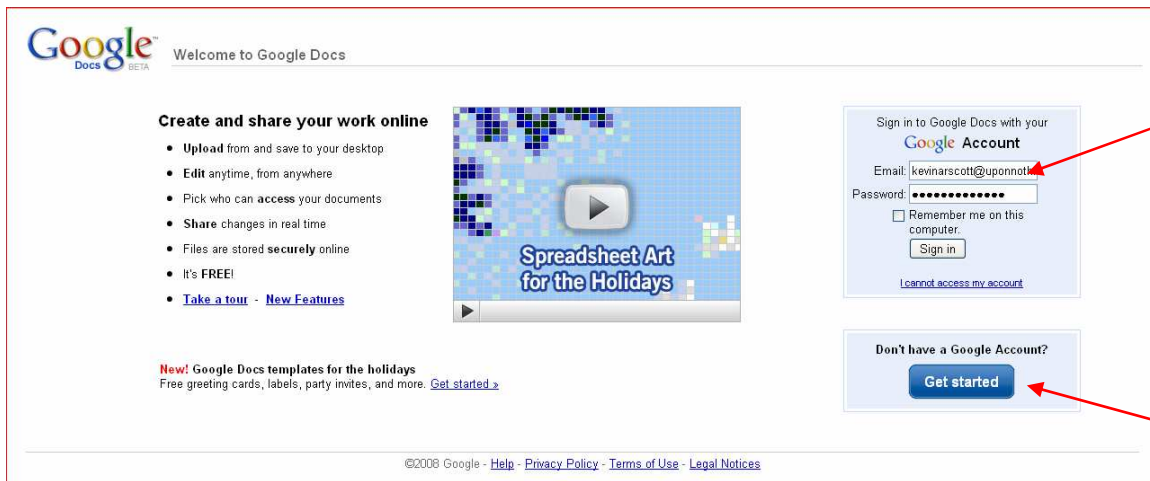 Google™
Docs BETA
Welcome to Google Docs
Create and share your work online
• Upload from and save to your desktop
• Edit anytime, from anywhere
• Pick who can access your documents
• Share changes in real time
• Files are stored securely online
• It's FREE!
• Take a tour - New Features
Spreadsheet Art
for the Holidays
New! Google Docs templates for the holidays
Free greeting cards, labels, party invites, and more. Get started »
Sign in to Google Docs with your
Google Account
Email: kevinarscott@uponnoth
Password: •••••••••••••
Remember me on this
computer.
Sign in
I cannot access my account
Don't have a Google Account?
Get started
©2008 Google - Help - Privacy Policy - Terms of Use - Legal Notices